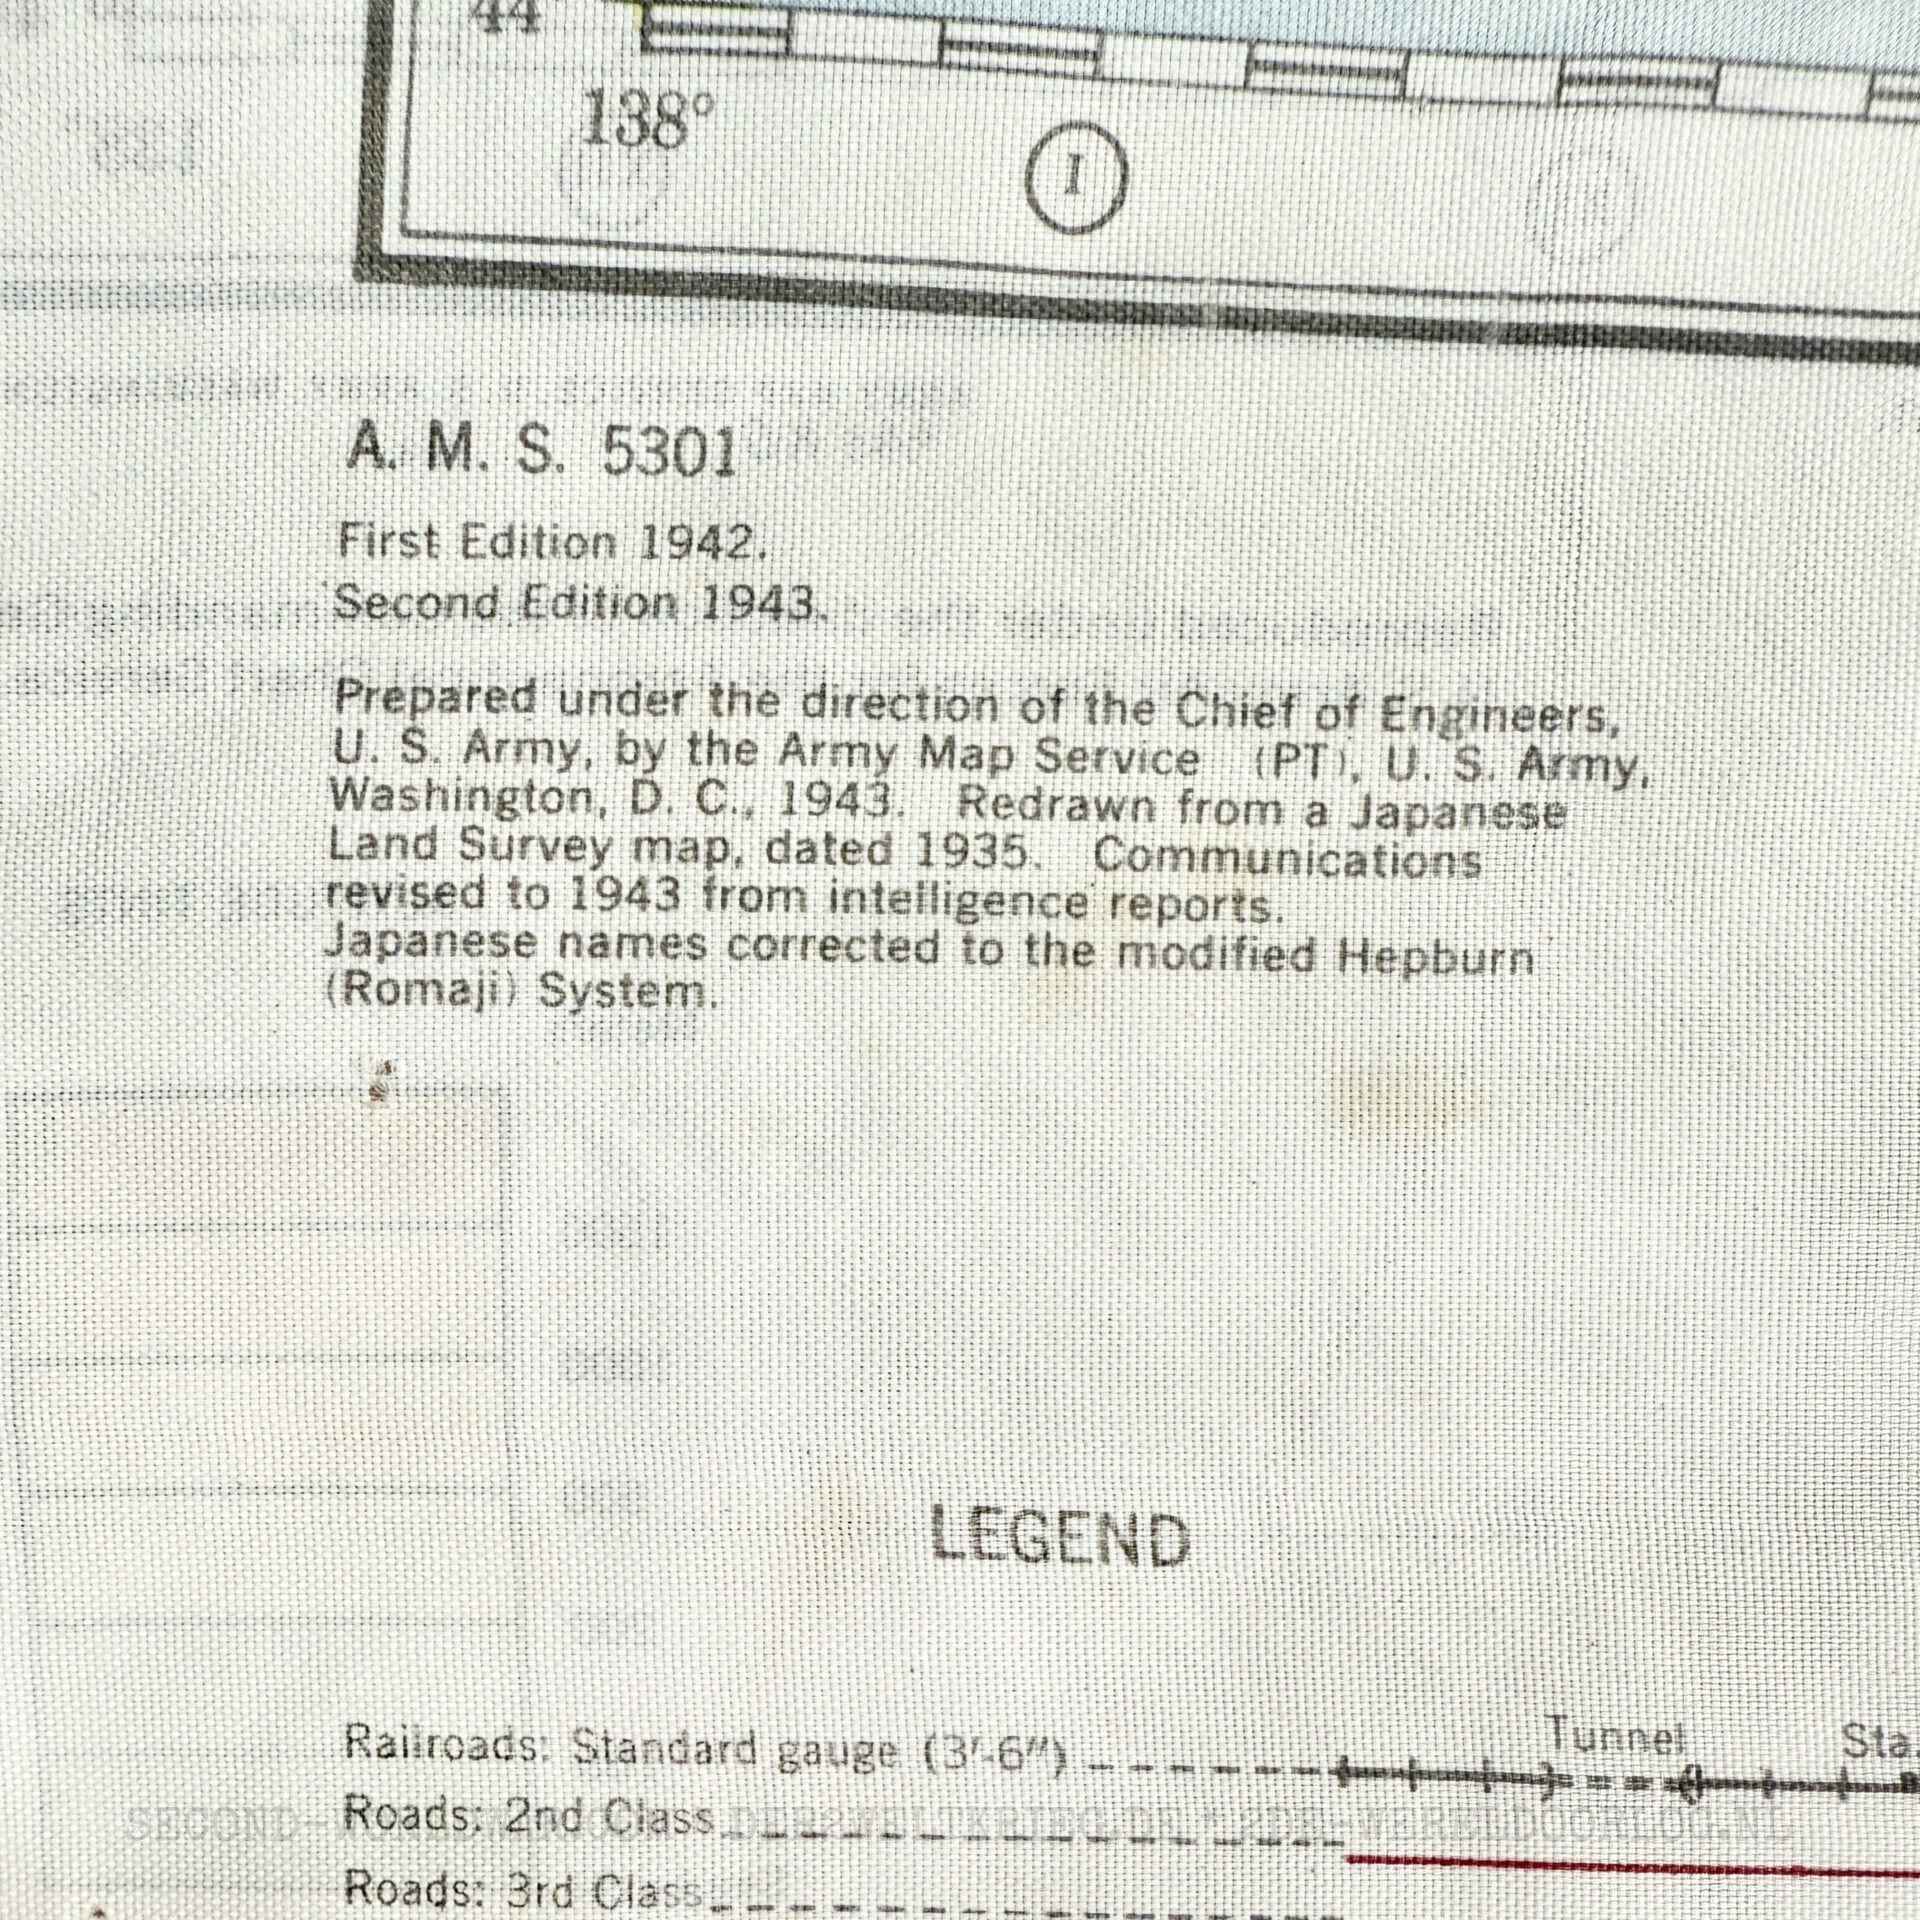 44
138°
I
A. M. S. 5301
First Edition 1942.
Second Edition 1943.
Prepared under the direction of the Chief of Engineers,
U. S. Army, by the Army Map Service (PT), U. S. Army,
Washington, D. C., 1943. Redrawn from a Japanese
Land Survey map, dated 1935. Communications
revised to 1943 from intelligence reports.
Japanese names corrected to the modified Hepburn
(Romaji) System.
LEGEND
Tunnel Sta.
Railroads: Standard gauge (3'-6")
Roads: 2nd Class
Roads: 3rd Class